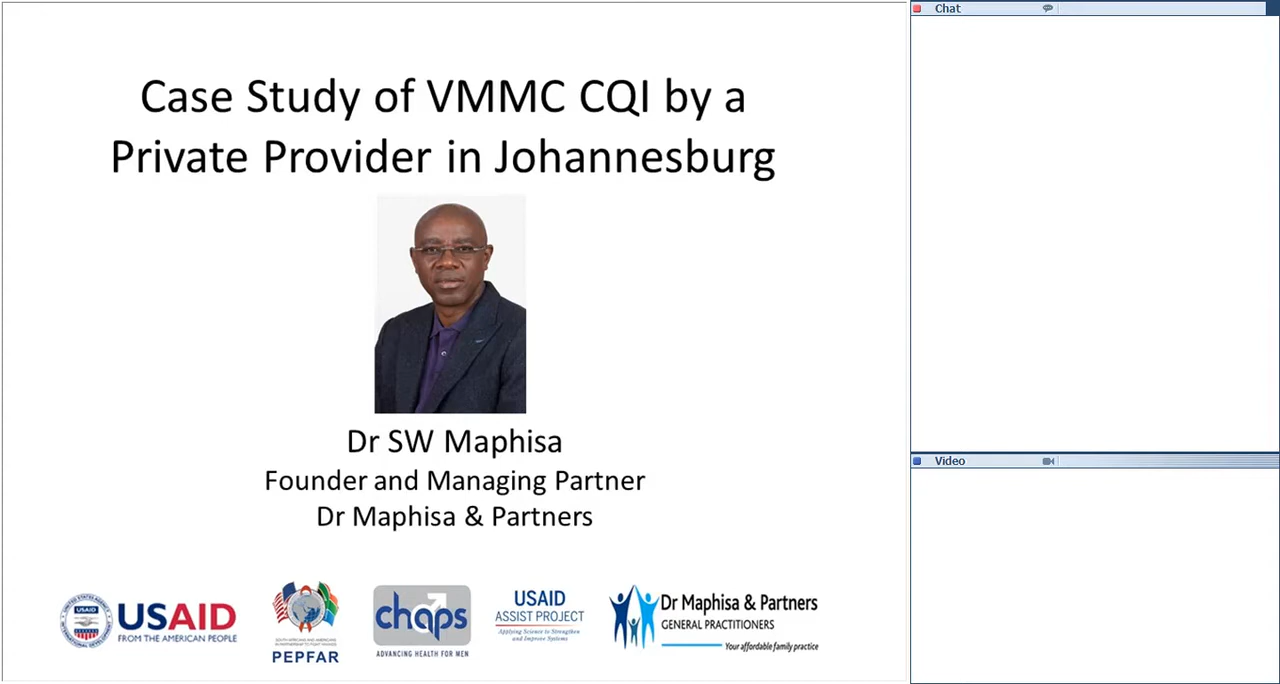 Case Study of VMMC CQI by a
Private Provider in Johannesburg
Dr SW Maphisa
Founder and Managing Partner
Dr Maphisa & Partners
USAID
FROM THE AMERICAN PEOPLE
PEPFAR
chaps
ADVANCING HEALTH FOR MEN
USAID
ASSIST PROJECT
Applying Science to Strengthen
and Improve Systems
Dr Maphisa & Partners
GENERAL PRACTITIONERS
Your affordable family practice
Chat
Video